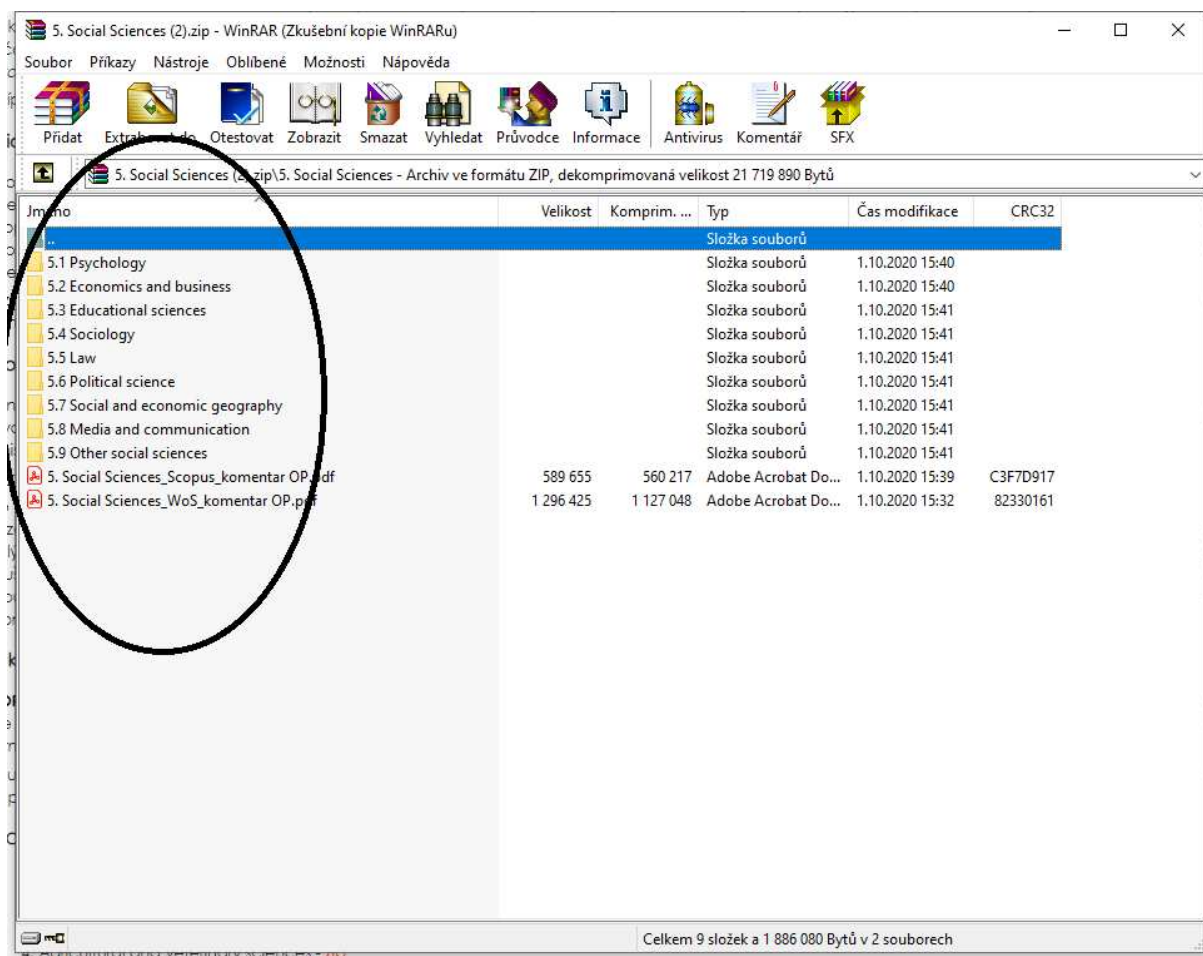 5. Social Sciences (2).zip - WinRAR (Zkušební kopie WinRARu)
Soubor Příkazy Nástroje Oblíbené Možnosti Nápověda
Přidat Extrahovat do Otestovat Zobrazit Smazat Vyhledat Průvodce Informace Antivirus Komentář SFX
5. Social Sciences (2).zip\5. Social Sciences - Archiv ve formátu ZIP, dekomprimovaná velikost 21 719 890 Bytů
Jméno Velikost Komprim. ... Typ Čas modifikace CRC32
.. Složka souborů
5.1 Psychology Složka souborů 1.10.2020 15:40
5.2 Economics and business Složka souborů 1.10.2020 15:40
5.3 Educational sciences Složka souborů 1.10.2020 15:41
5.4 Sociology Složka souborů 1.10.2020 15:41
5.5 Law Složka souborů 1.10.2020 15:41
5.6 Political science Složka souborů 1.10.2020 15:41
5.7 Social and economic geography Složka souborů 1.10.2020 15:41
5.8 Media and communication Složka souborů 1.10.2020 15:41
5.9 Other social sciences Složka souborů 1.10.2020 15:41
5. Social Sciences_Scopus_komentar OP.pdf 589 655 560 217 Adobe Acrobat Do... 1.10.2020 15:39 C3F7D917
5. Social Sciences_WoS_komentar OP.pdf 1 296 425 1 127 048 Adobe Acrobat Do... 1.10.2020 15:32 82330161
Celkem 9 složek a 1 886 080 Bytů v 2 souborech